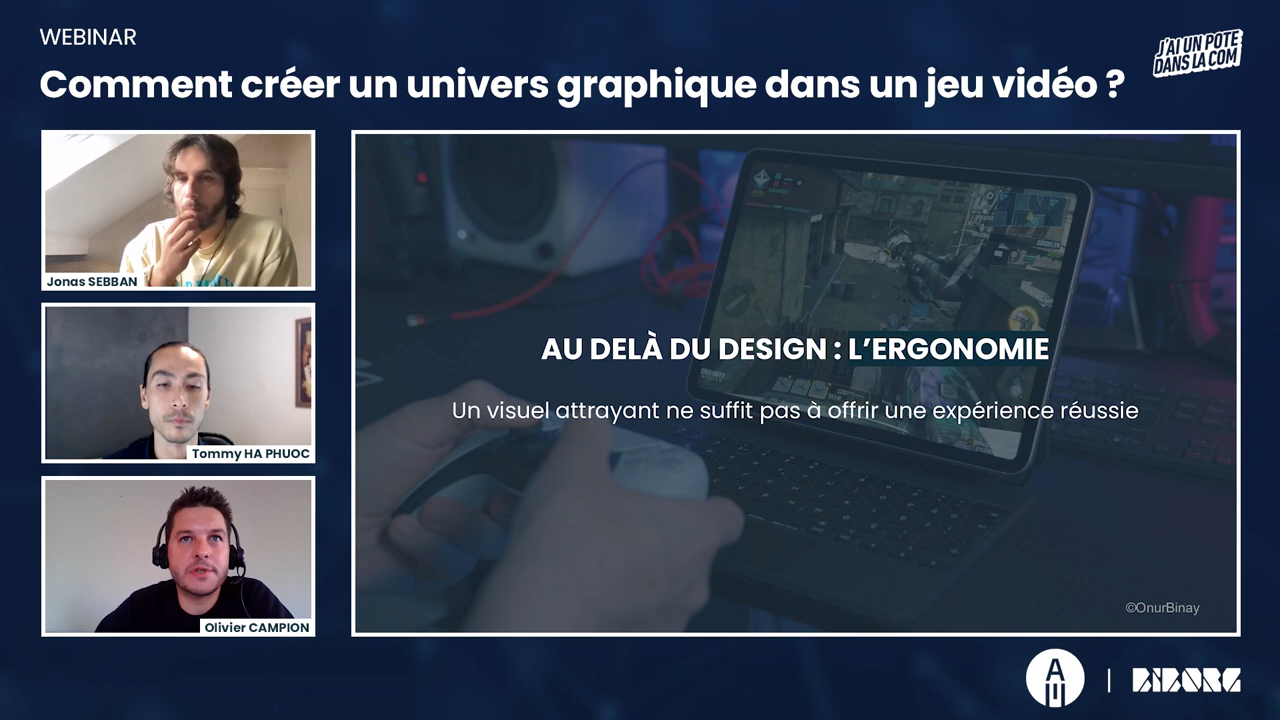 WEBINAR
Comment créer un univers graphique dans un jeu vidéo ?
J'AI UN POTE
DANS LA COM
Jonas SEBBAN
Tommy HA PHUOC
Olivier CAMPION
AU DELÀ DU DESIGN : L'ERGONOMIE
Un visuel attrayant ne suffit pas à offrir une expérience réussie
©OnurBinay
BIBORG